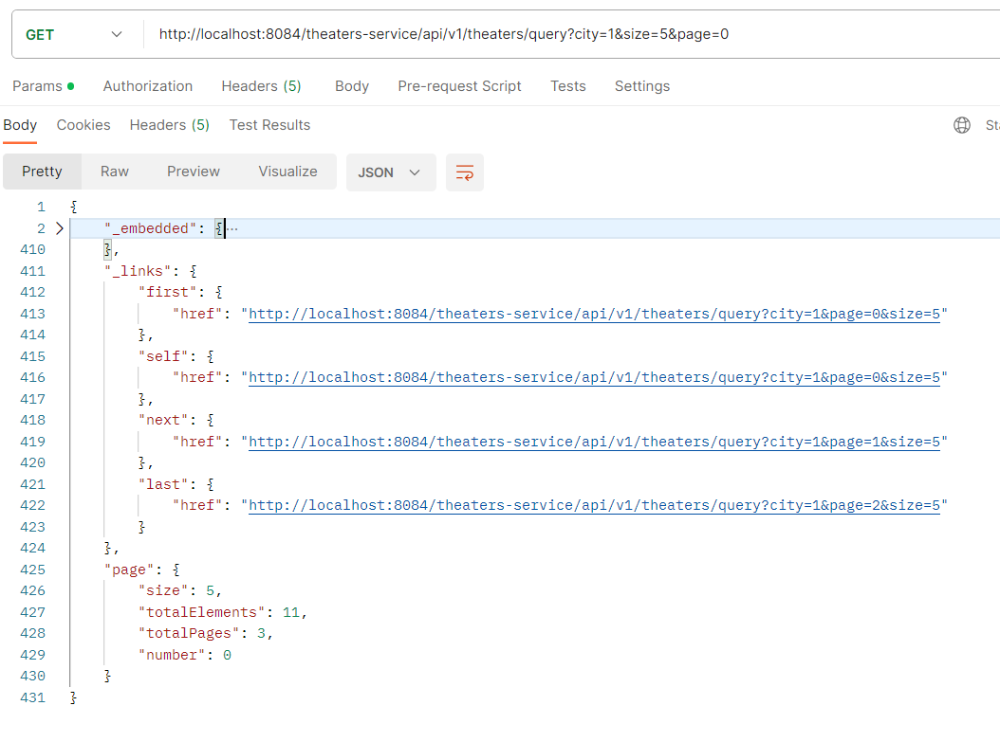 GET http://localhost:8084/theaters-service/api/v1/theaters/query?city=1&size=5&page=0
Params Authorization Headers (5) Body Pre-request Script Tests Settings
Body Cookies Headers (5) Test Results
Pretty Raw Preview Visualize JSON
1 {
2 "_embedded": {...
410 },
411 "_links": {
412 "first": {
413 "href": "http://localhost:8084/theaters-service/api/v1/theaters/query?city=1&page=0&size=5"
414 },
415 "self": {
416 "href": "http://localhost:8084/theaters-service/api/v1/theaters/query?city=1&page=0&size=5"
417 },
418 "next": {
419 "href": "http://localhost:8084/theaters-service/api/v1/theaters/query?city=1&page=1&size=5"
420 },
421 "last": {
422 "href": "http://localhost:8084/theaters-service/api/v1/theaters/query?city=1&page=2&size=5"
423 }
424 },
425 "page": {
426 "size": 5,
427 "totalElements": 11,
428 "totalPages": 3,
429 "number": 0
430 }
431 }